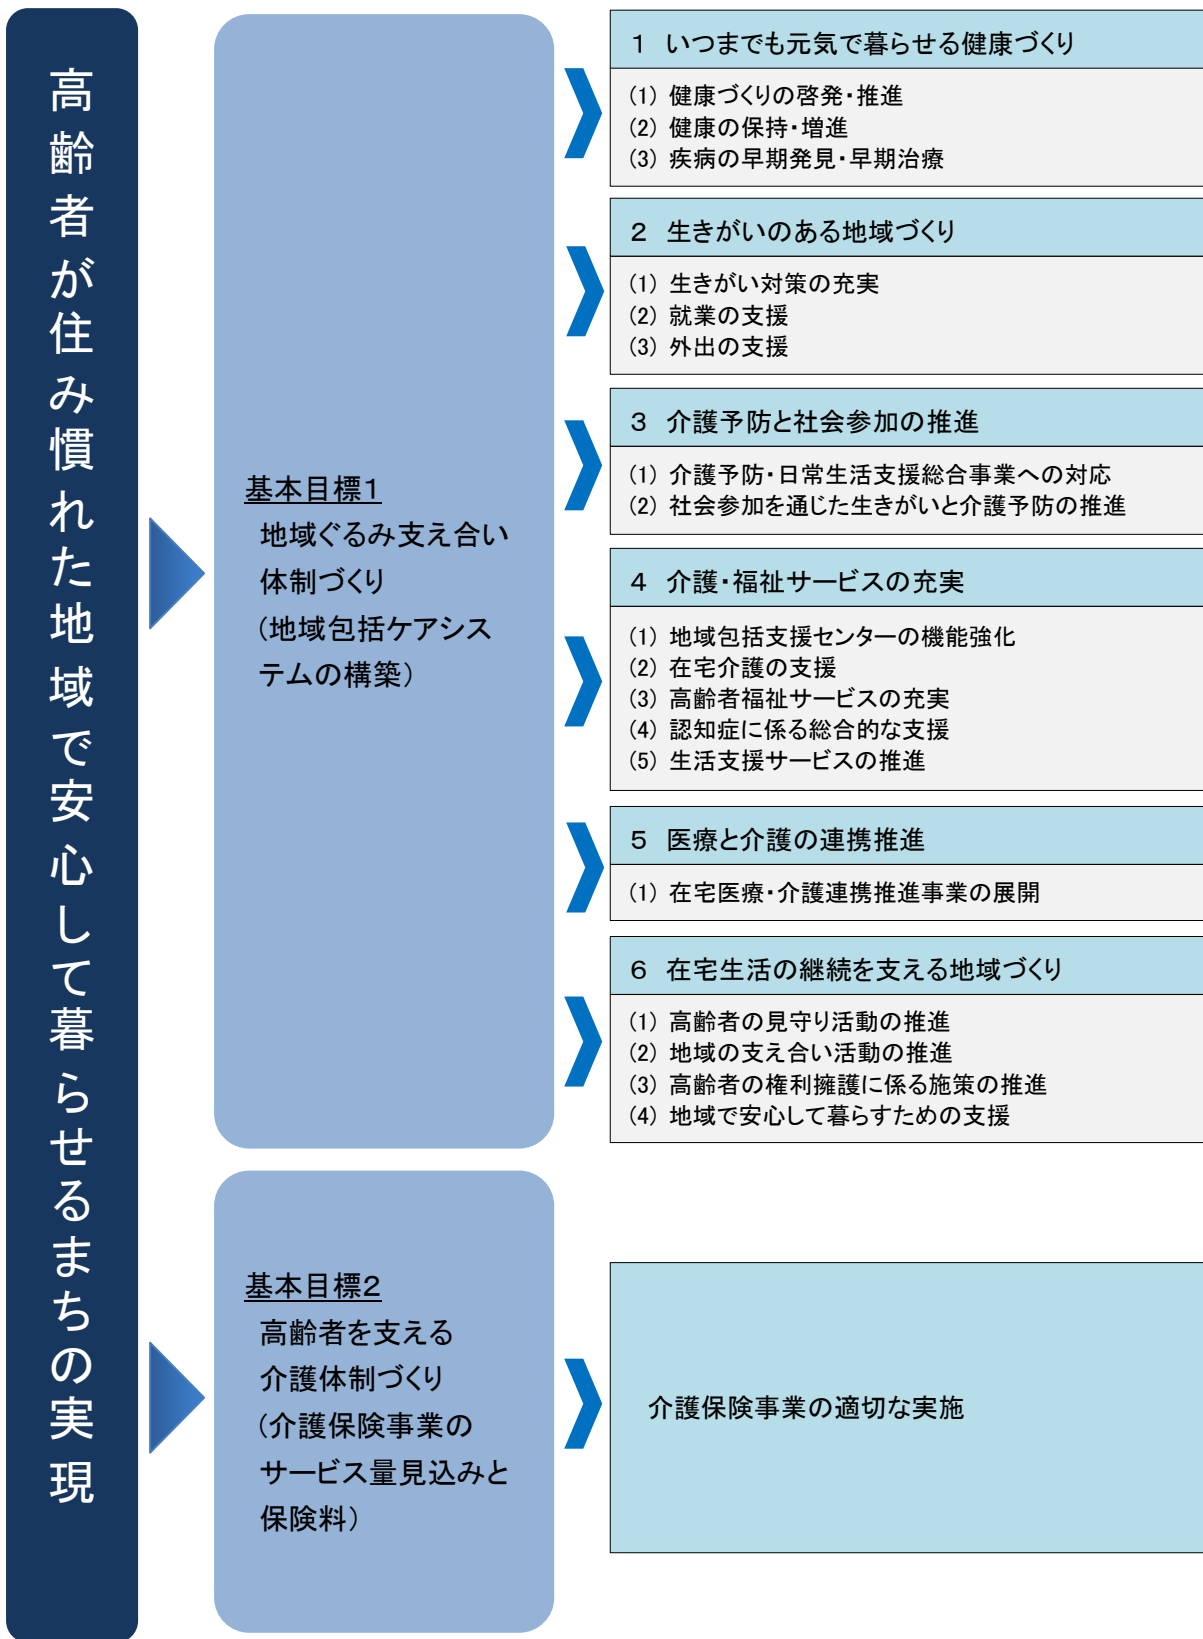 高齢者が住み慣れた地域で安心して暮らせるまちの実現
基本目標1
地域ぐるみ支え合い
体制づくり
（地域包括ケアシス
テムの構築）
1 いつまでも元気で暮らせる健康づくり
(1) 健康づくりの啓発・推進
(2) 健康の保持・増進
(3) 疾病の早期発見・早期治療
2 生きがいのある地域づくり
(1) 生きがい対策の充実
(2) 就業の支援
(3) 外出の支援
3 介護予防と社会参加の推進
(1) 介護予防・日常生活支援総合事業への対応
(2) 社会参加を通じた生きがいと介護予防の推進
4 介護・福祉サービスの充実
(1) 地域包括支援センターの機能強化
(2) 在宅介護の支援
(3) 高齢者福祉サービスの充実
(4) 認知症に係る総合的な支援
(5) 生活支援サービスの推進
5 医療と介護の連携推進
(1) 在宅医療・介護連携推進事業の展開
6 在宅生活の継続を支える地域づくり
(1) 高齢者の見守り活動の推進
(2) 地域の支え合い活動の推進
(3) 高齢者の権利擁護に係る施策の推進
(4) 地域で安心して暮らすための支援
基本目標2
高齢者を支える
介護体制づくり
（介護保険事業の
サービス量見込みと
保険料）
介護保険事業の適切な実施